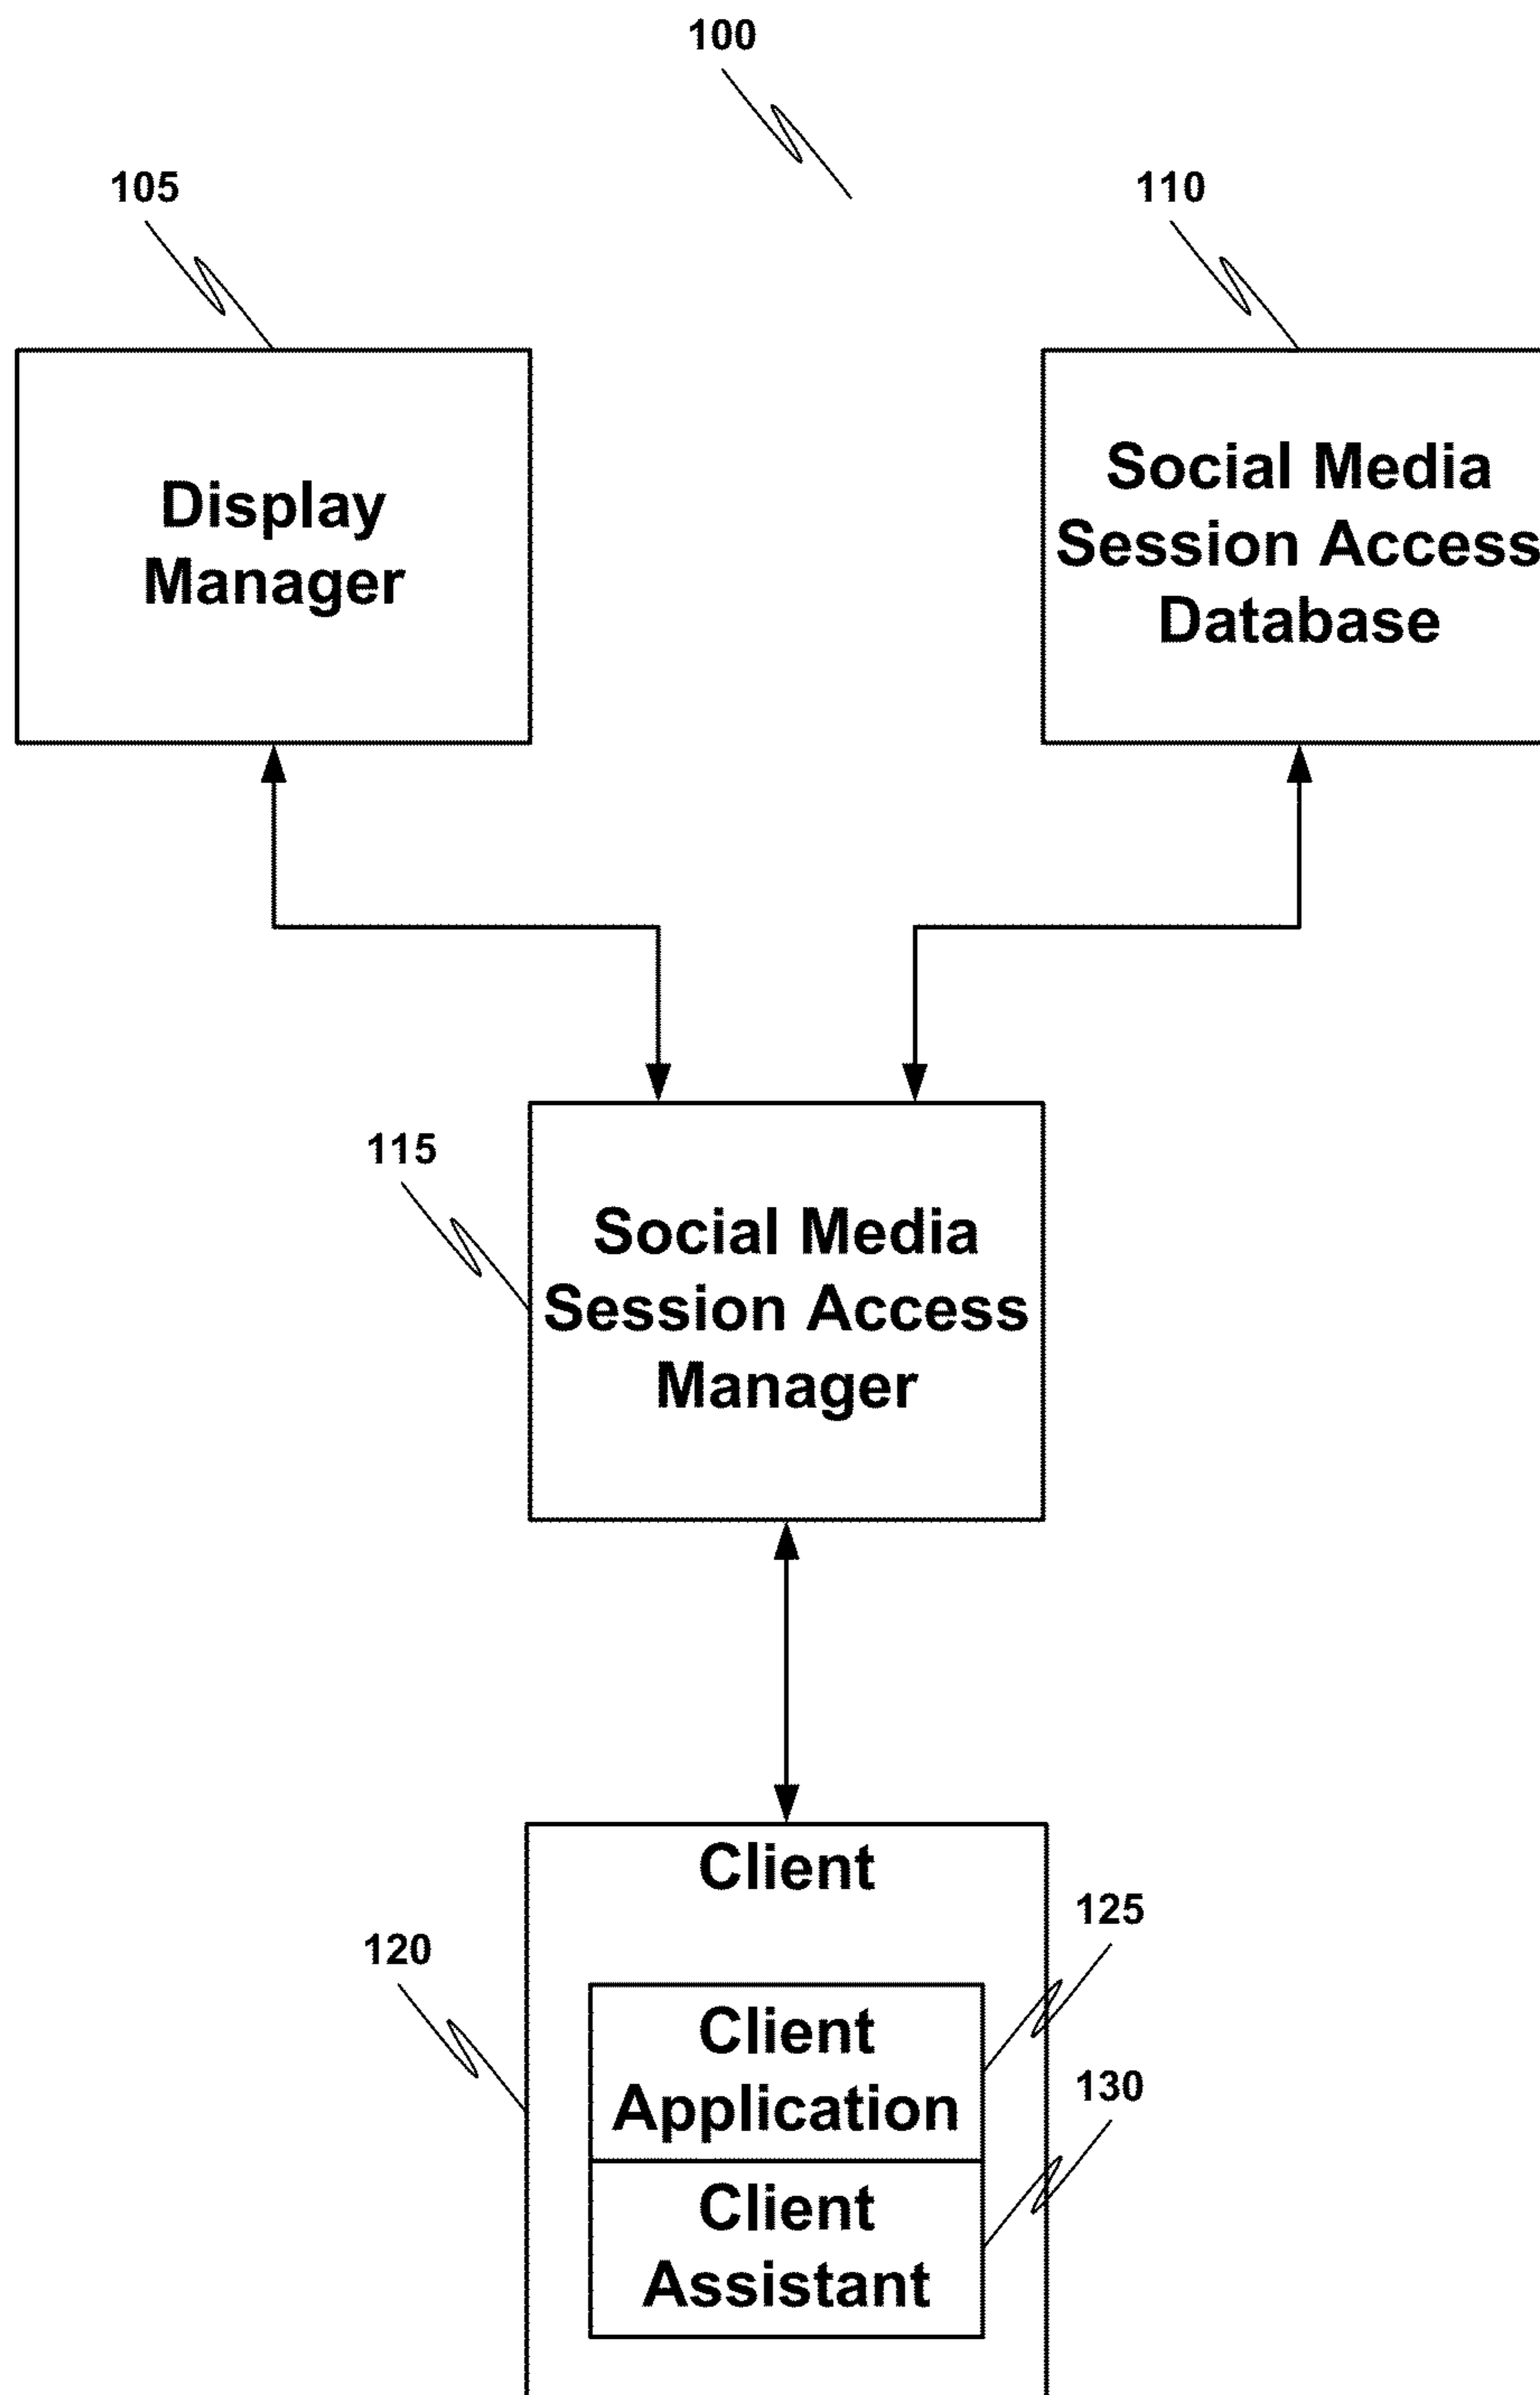 100
105
110
Display
Manager
Social Media
Session Access
Database
115
Social Media
Session Access
Manager
Client
120
125
Client
Application
130
Client
Assistant